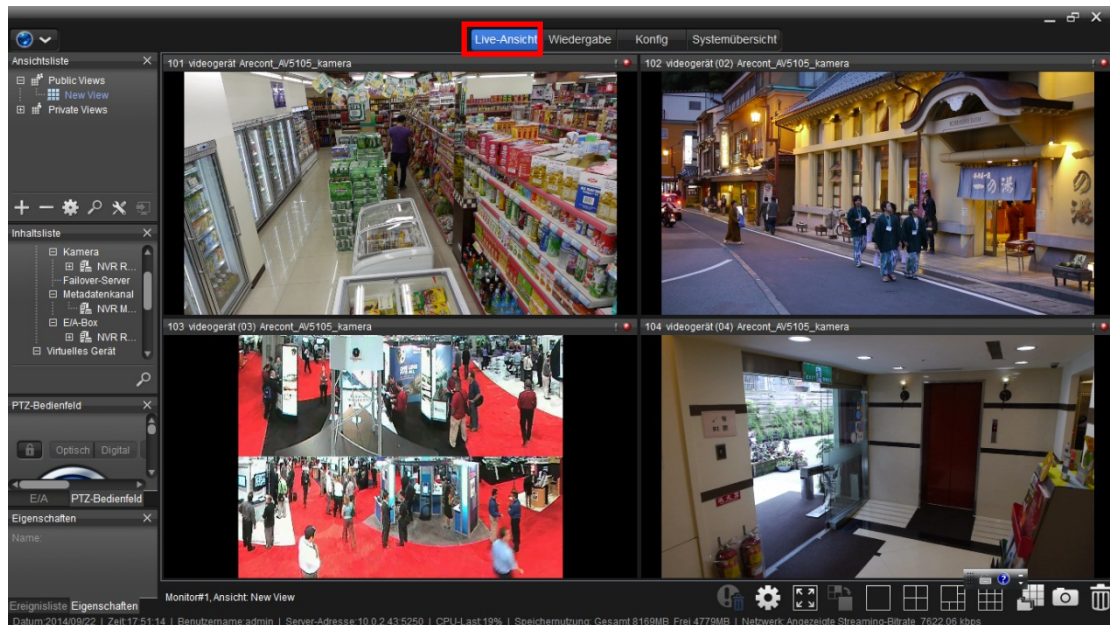 Live-Ansicht Wiedergabe Konfig Systemübersicht
Ansichtsliste
Public Views
New View
Private Views
Inhaltsliste
Kamera
NVR R...
Failover-Server
Metadatenkanal
NVR M...
E/A-Box
NVR R...
Virtuelles Gerät
PTZ-Bedienfeld
Optisch Digital
E/A PTZ-Bedienfeld
Eigenschaften
Name:
Ereignisliste Eigenschaften
101 videogerät Arecont_AV5105_kamera
102 videogerät (02) Arecont_AV5105_kamera
の湯
103 videogerät (03) Arecont_AV5105_kamera
104 videogerät (04) Arecont_AV5105_kamera
Monitor#1, Ansicht: New View
Datum:2014/09/22 | Zeit:17:51:14 | Benutzername:admin | Server-Adresse:10.0.2.43:5250 | CPU-Last:19% | Speichernutzung: Gesamt 8169MB, Frei 4779MB | Netzwerk: Angezeigte Streaming-Bitrate 7622.06 kbps